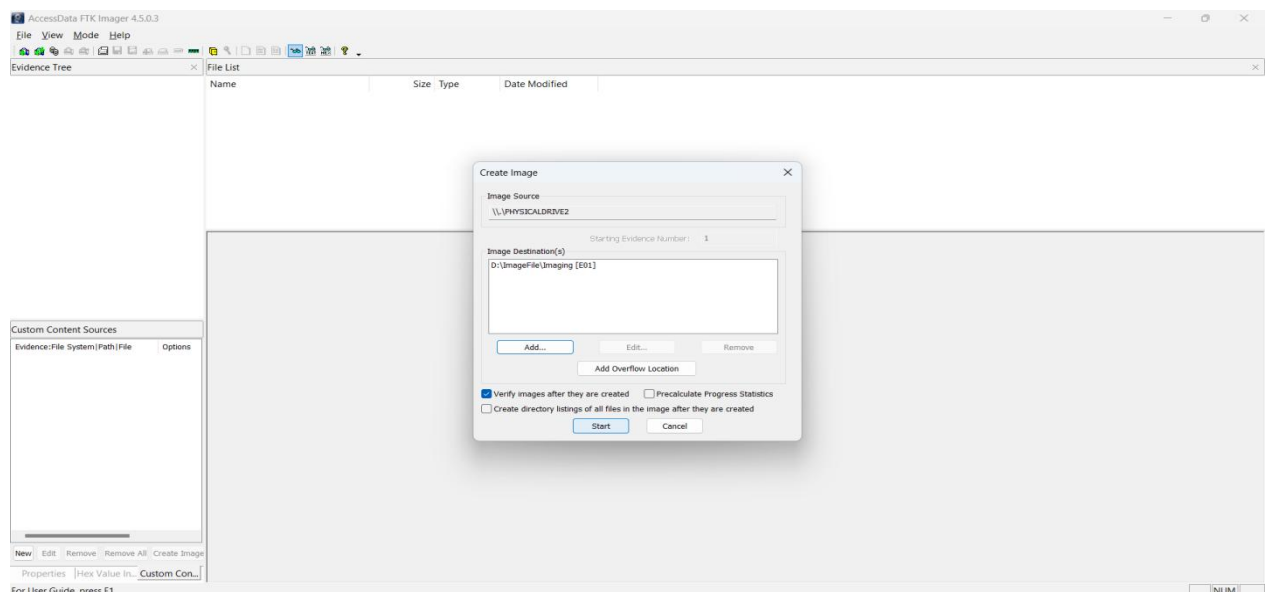 AccessData FTK Imager 4.5.0.3
File View Mode Help
Evidence Tree
File List
Name Size Type Date Modified
Create Image
Image Source
\\.\PHYSICALDRIVE2
Starting Evidence Number: 1
Image Destination(s)
D:\ImageFile\Imaging [E01]
Add... Edit... Remove
Add Overflow Location
Verify images after they are created Precalculate Progress Statistics
Create directory listings of all files in the image after they are created
Start Cancel
Custom Content Sources
Evidence:File System|Path|File Options
New Edit Remove Remove All Create Image
Properties Hex Value In... Custom Con...
For User Guide, press F1
NUM